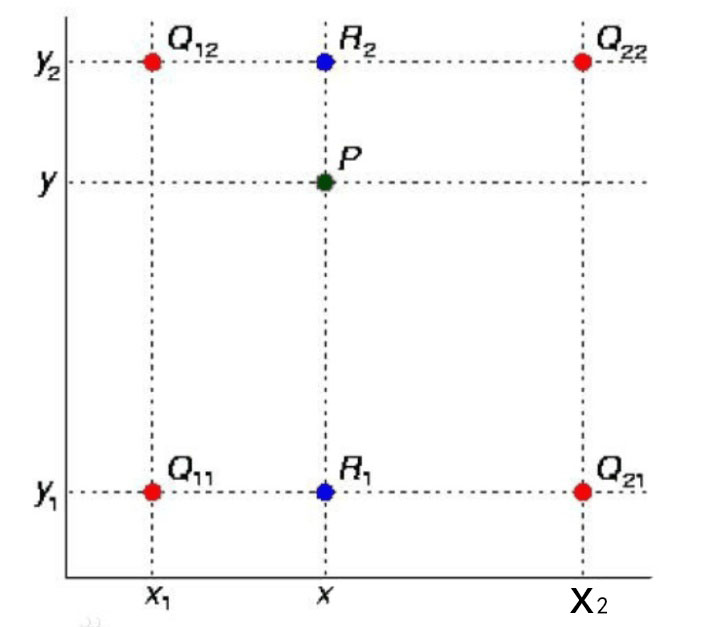 Q₁₂ R₂ Q₂₂
y₂
P
y
Q₁₁ R₁ Q₂₁
y₁
x₁ x x₂